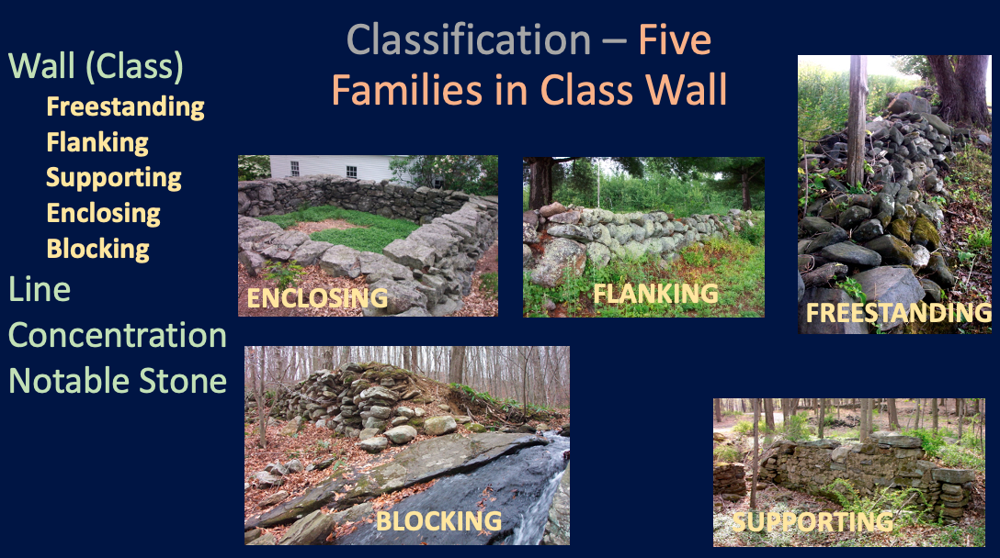 Classification – Five
Families in Class Wall
Wall (Class)
Freestanding
Flanking
Supporting
Enclosing
Blocking
Line
Concentration
Notable Stone
ENCLOSING
FLANKING
FREESTANDING
BLOCKING
SUPPORTING